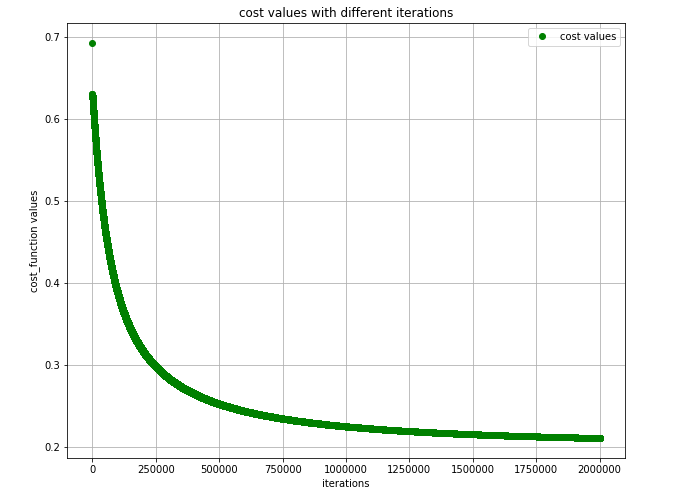 cost values with different iterations
cost values
0.7
0.6
0.5
0.4
0.3
0.2
cost_function values
0 250000 500000 750000 1000000 1250000 1500000 1750000 2000000
iterations